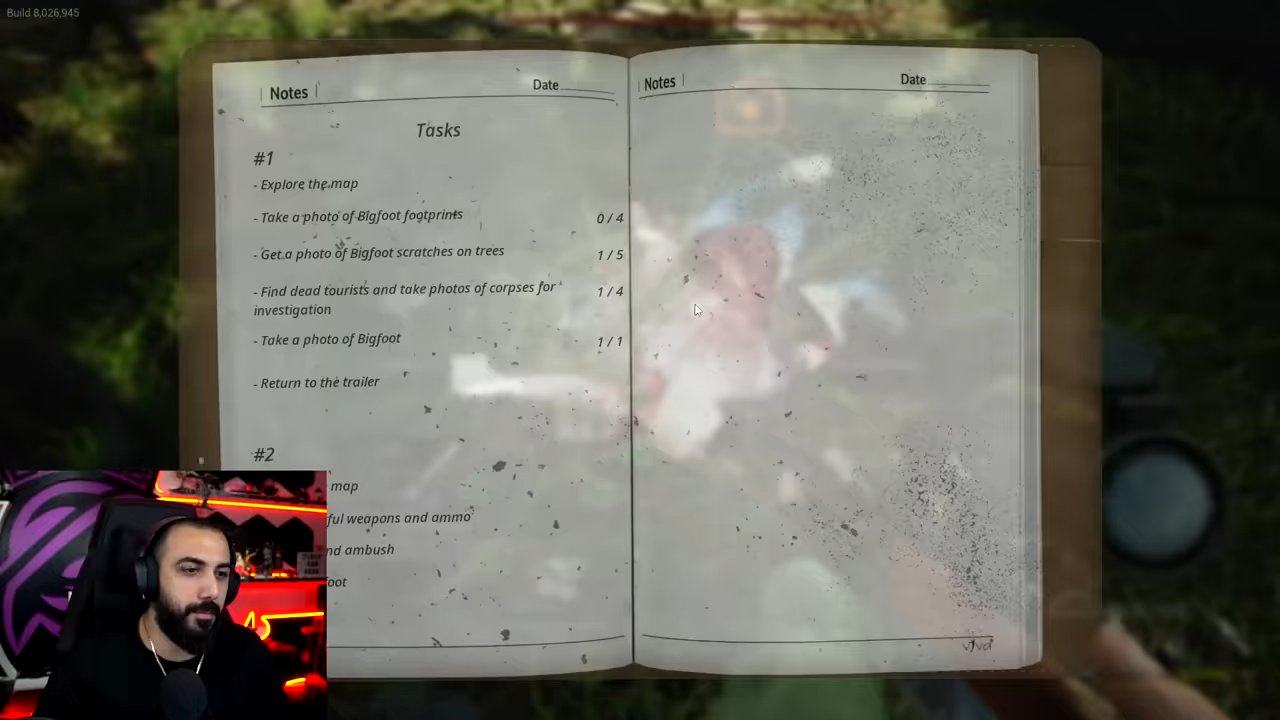 Build 8,026,945
Notes Date
Tasks
#1
- Explore the map
- Take a photo of Bigfoot footprints 0 / 4
- Get a photo of Bigfoot scratches on trees 1 / 5
- Find dead tourists and take photos of corpses for
investigation 1 / 4
- Take a photo of Bigfoot 1 / 1
- Return to the trailer
#2
map
ful weapons and ammo
nd ambush
foot
Notes Date